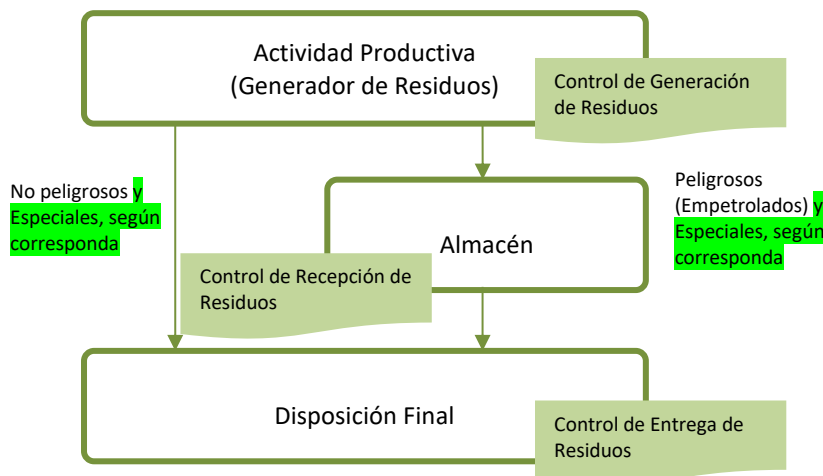 Actividad Productiva
(Generador de Residuos)
Control de Generación
de Residuos
No peligrosos y
Especiales, según
corresponda
Peligrosos
(Empetrolados) y
Especiales, según
corresponda
Almacén
Control de Recepción de
Residuos
Disposición Final
Control de Entrega de
Residuos